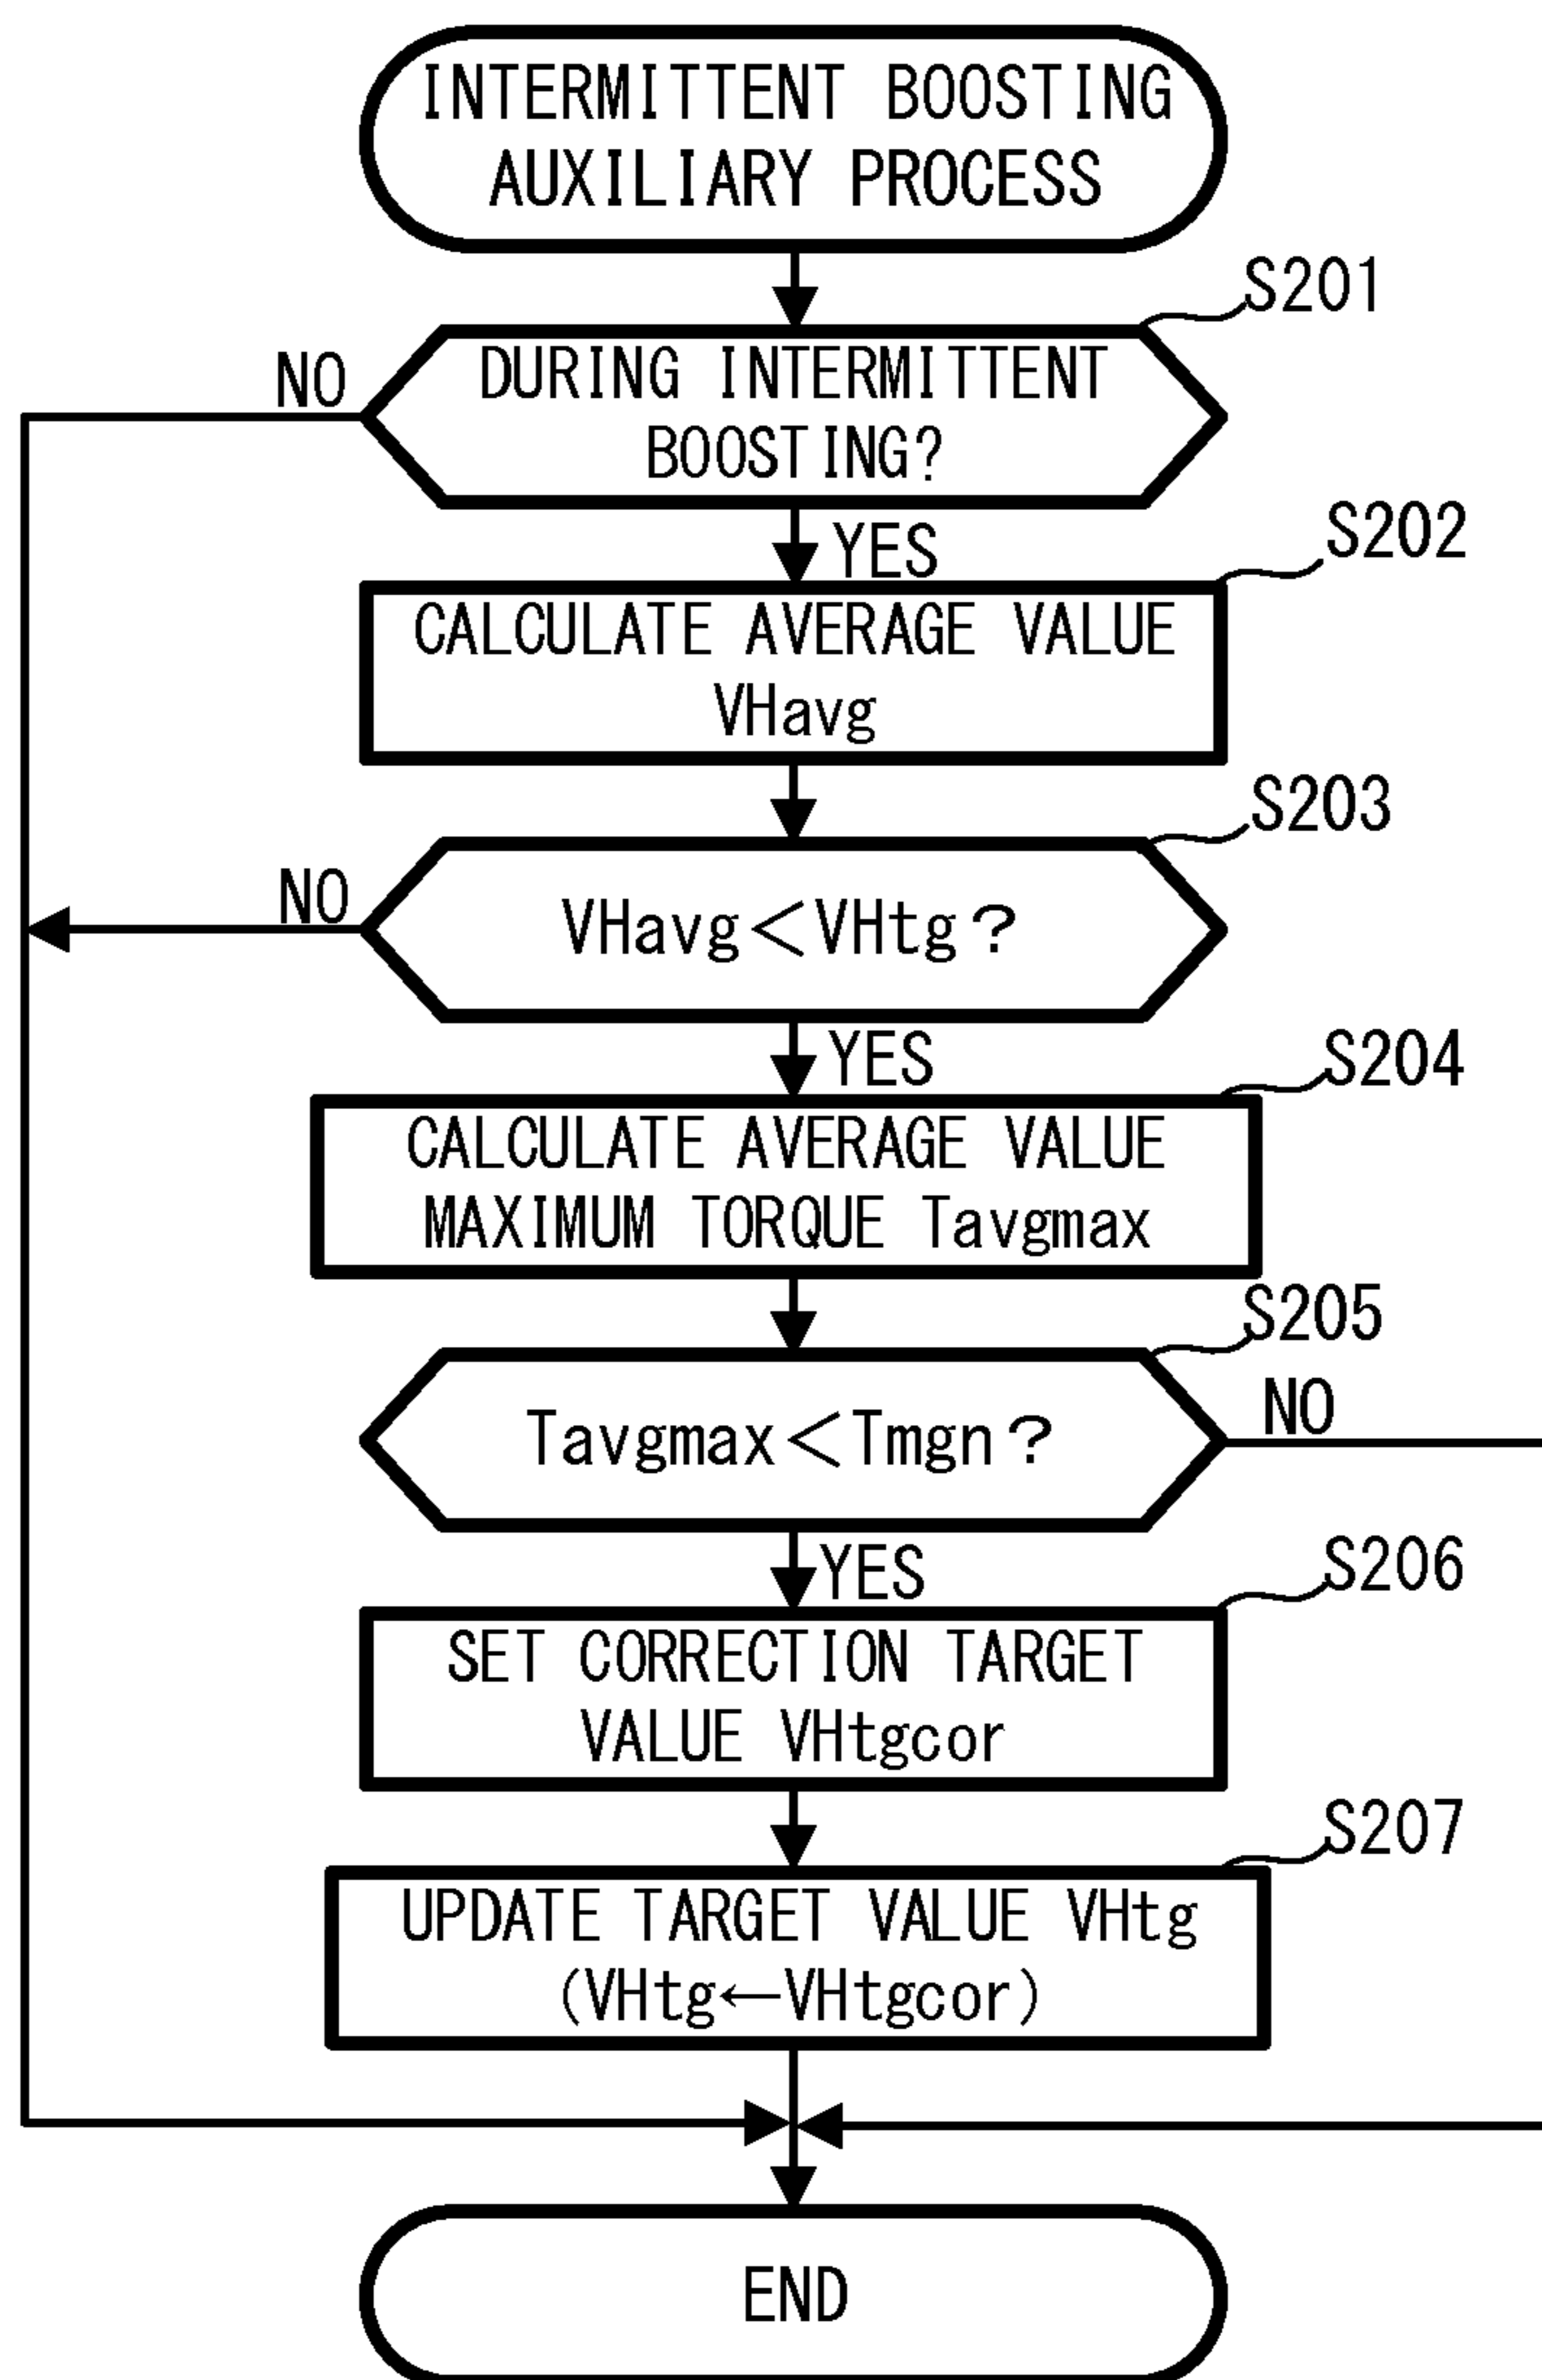 INTERMITTENT BOOSTING
AUXILIARY PROCESS
S201
NO
DURING INTERMITTENT
BOOSTING?
YES
S202
CALCULATE AVERAGE VALUE
VHavg
S203
NO
VHavg<VHtg?
YES
S204
CALCULATE AVERAGE VALUE
MAXIMUM TORQUE Tavgmax
S205
Tavgmax<Tmgn?
NO
YES
S206
SET CORRECTION TARGET
VALUE VHtgcor
S207
UPDATE TARGET VALUE VHtg
(VHtg←VHtgcor)
END